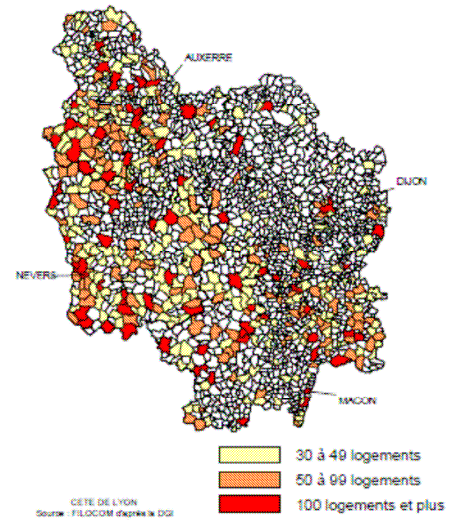 AUXERRE
DIJON
NEVERS
MACON
30 à 49 logements
50 à 99 logements
100 logements et plus
CETE DE LYON
Source : FILOCOM d'après la DGI